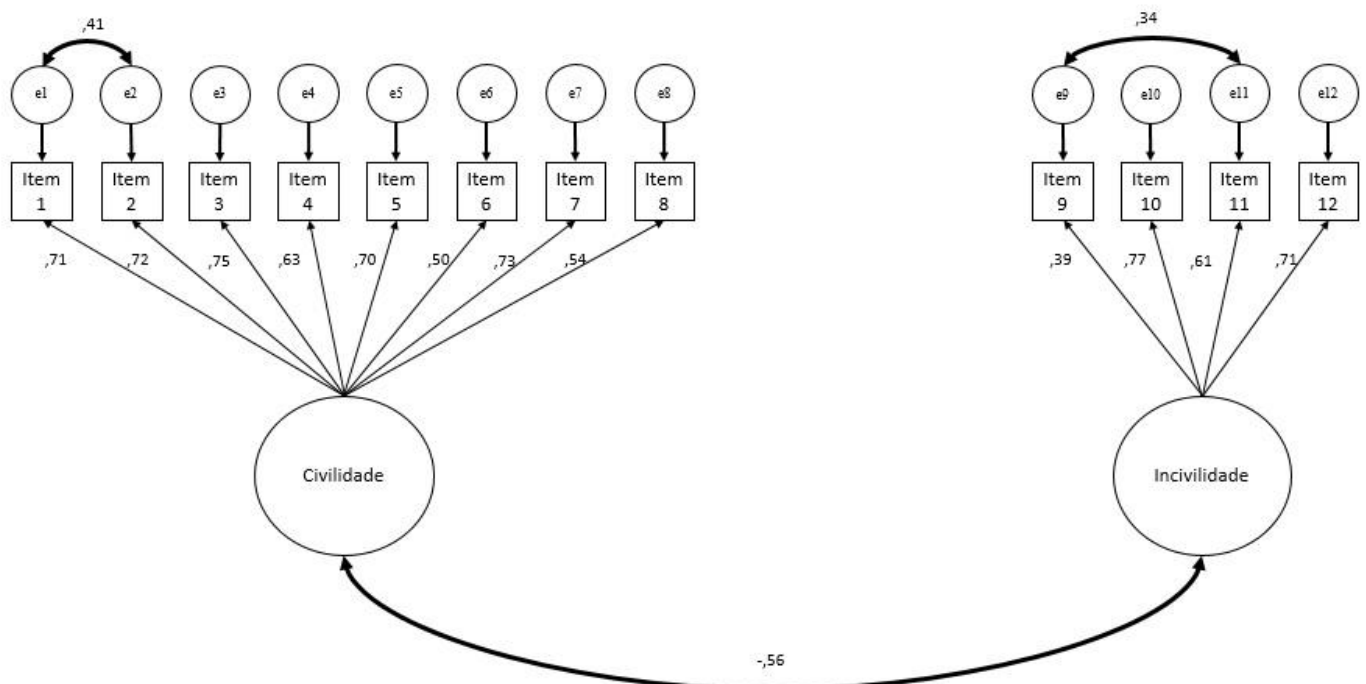 ,41
,34
e1 e2 e3 e4 e5 e6 e7 e8 e9 e10 e11 e12
Item 1
Item 2
Item 3
Item 4
Item 5
Item 6
Item 7
Item 8
Item 9
Item 10
Item 11
Item 12
,71 ,72 ,75 ,63 ,70 ,50 ,73 ,54 ,39 ,77 ,61 ,71
Civilidade
Incivilidade
-,56